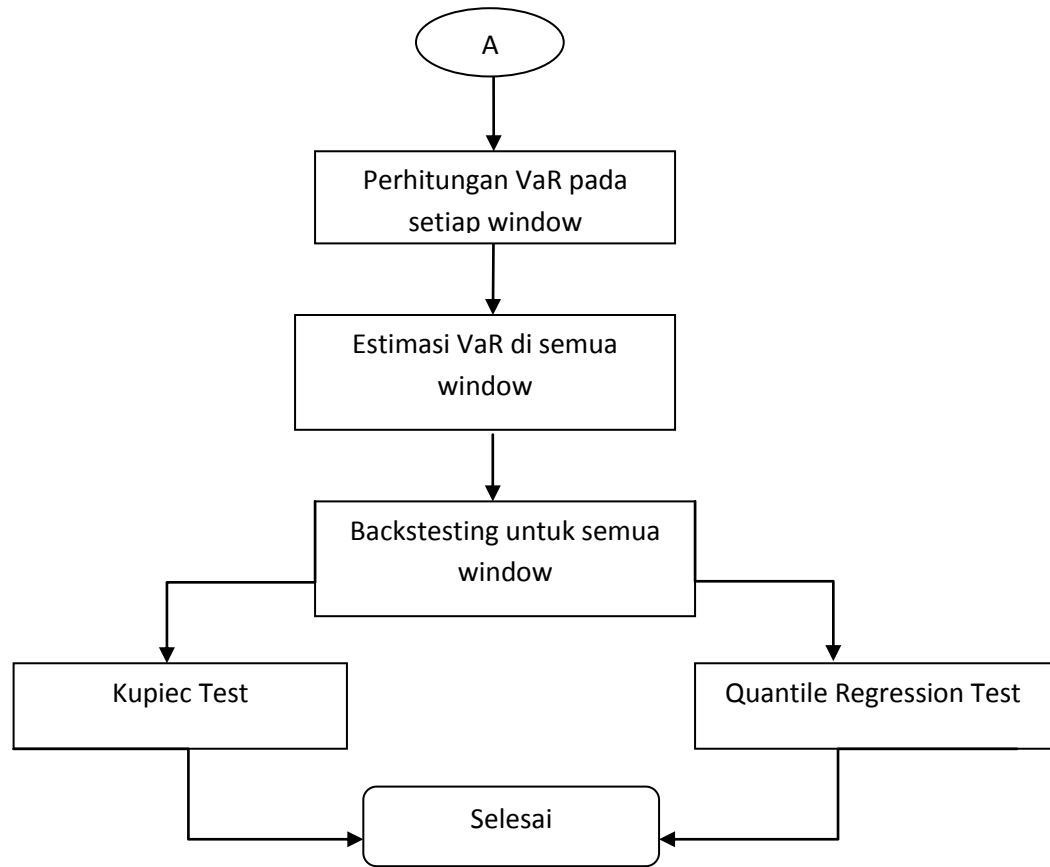 A
Perhitungan VaR pada
setiap window
Estimasi VaR di semua
window
Backstesting untuk semua
window
Kupiec Test
Quantile Regression Test
Selesai